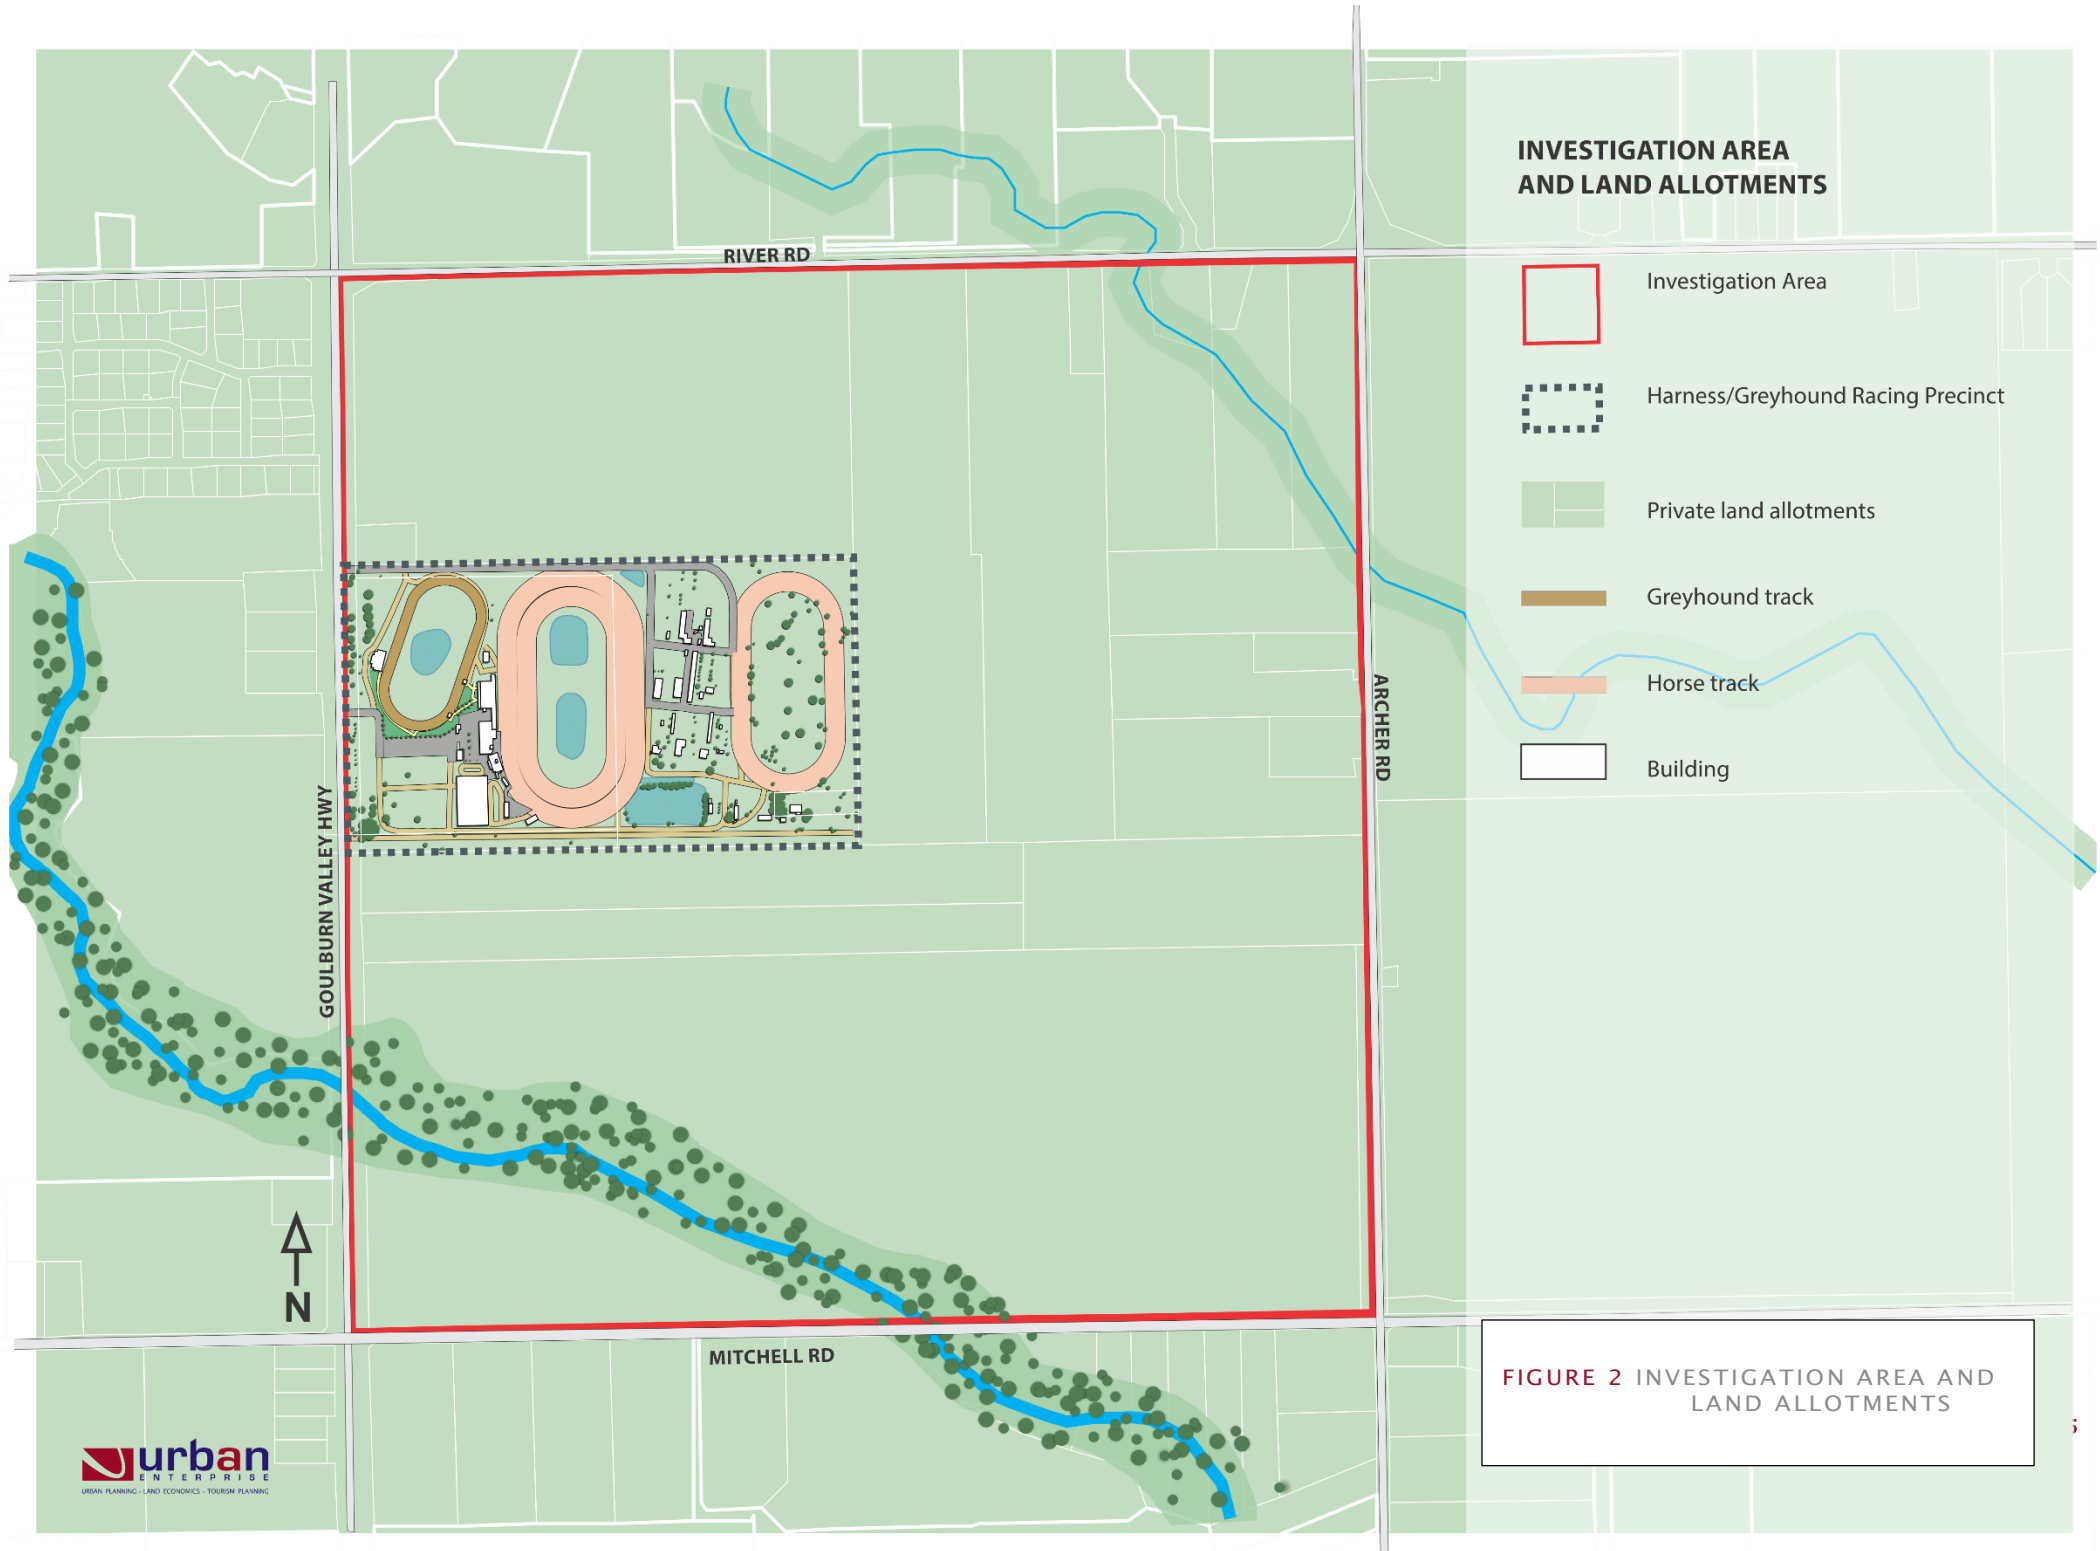 INVESTIGATION AREA
AND LAND ALLOTMENTS
RIVER RD
Investigation Area
Harness/Greyhound Racing Precinct
Private land allotments
Greyhound track
Horse track
Building
ARCHER RD
GOULBURN VALLEY HWY
N
MITCHELL RD
FIGURE 2 INVESTIGATION AREA AND
LAND ALLOTMENTS
urban
ENTERPRISE
URBAN PLANNING - LAND ECONOMICS - TOURISM PLANNING